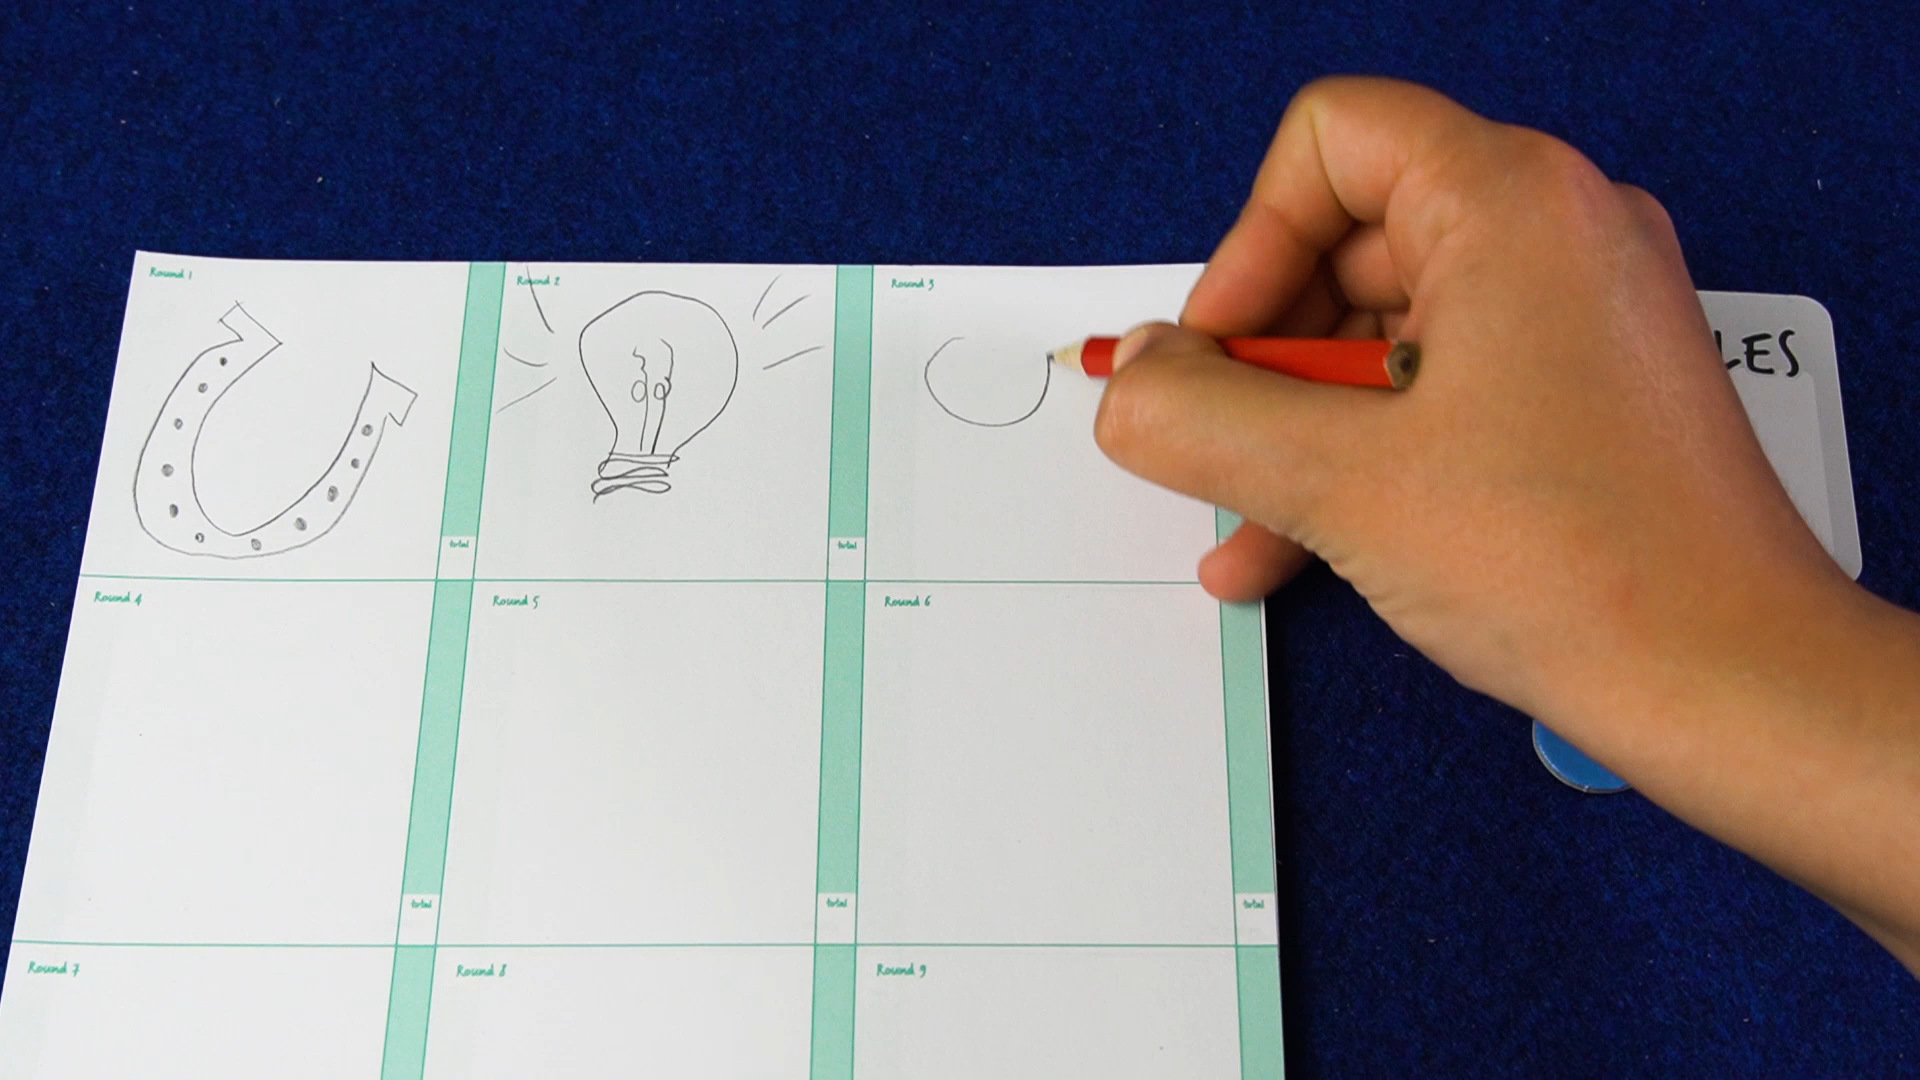 Round 1
Round 2
Round 3
LES
total
total
Round 4
Round 5
Round 6
total
total
total
Round 7
Round 8
Round 9